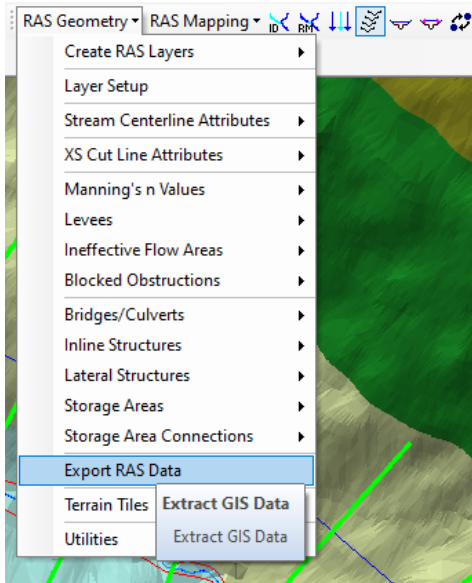 RAS Geometry RAS Mapping ID RM
Create RAS Layers
Layer Setup
Stream Centerline Attributes
XS Cut Line Attributes
Manning's n Values
Levees
Ineffective Flow Areas
Blocked Obstructions
Bridges/Culverts
Inline Structures
Lateral Structures
Storage Areas
Storage Area Connections
Export RAS Data
Terrain Tiles
Extract GIS Data
Utilities
Extract GIS Data